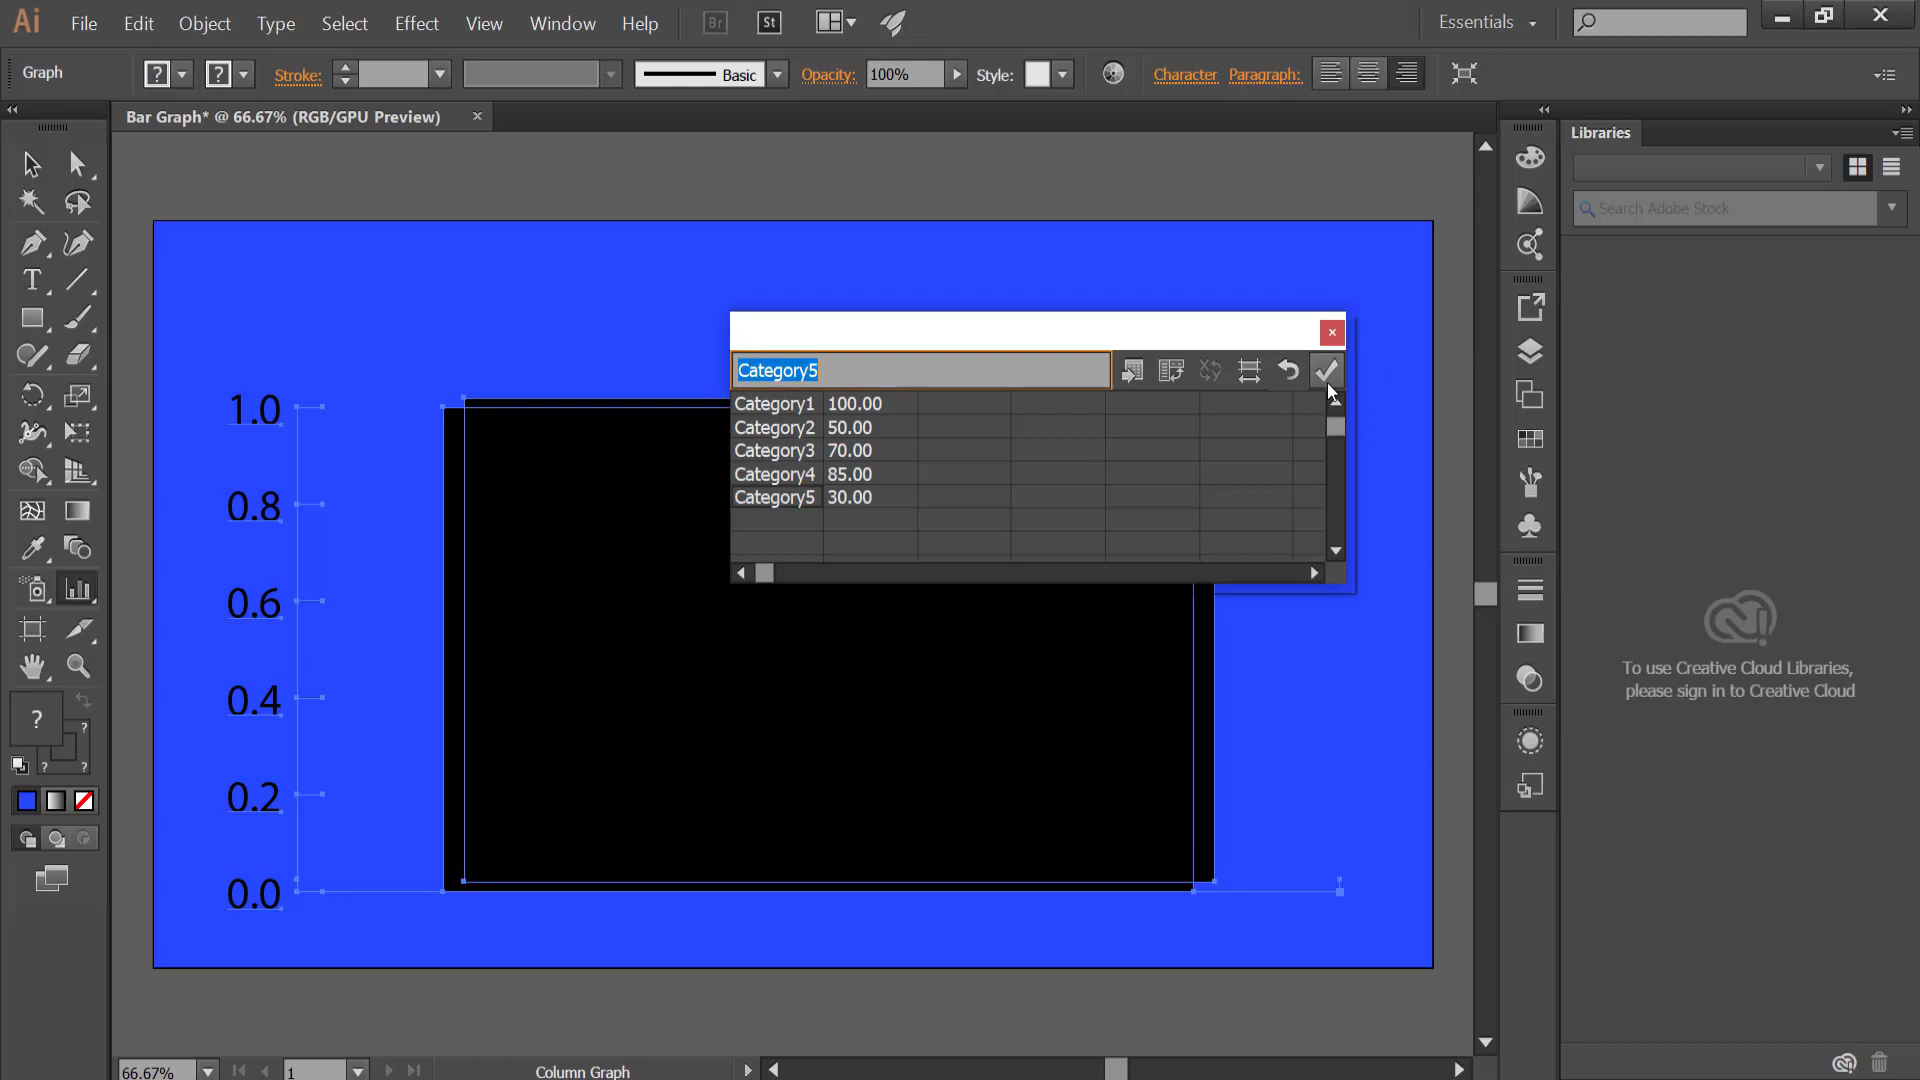 Ai File Edit Object Type Select Effect View Window Help Br St Essentials
Graph ? ? Stroke: Basic Opacity: 100% Style: Character Paragraph:
Bar Graph* @ 66.67% (RGB/GPU Preview)
Libraries
Search Adobe Stock
Category5
Category1 100.00
Category2 50.00
Category3 70.00
Category4 85.00
Category5 30.00
1.0
0.8
0.6
0.4
0.2
0.0
T
?
?
? ?
To use Creative Cloud Libraries,
please sign in to Creative Cloud
66.67% 1 Column Graph